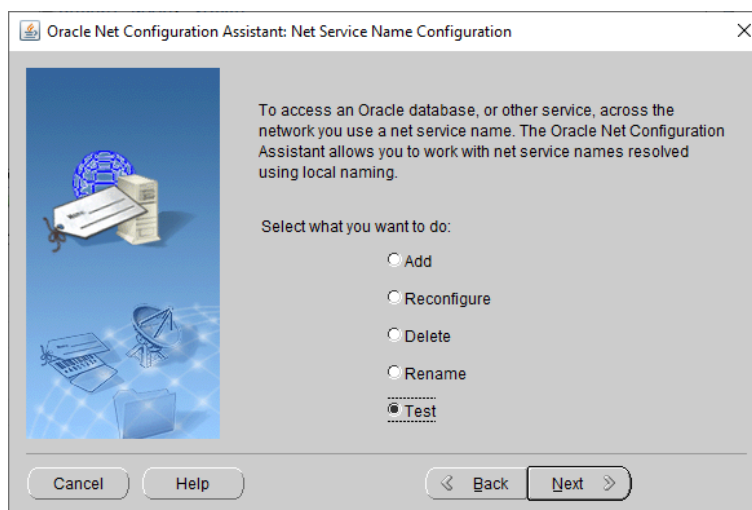 Oracle Net Configuration Assistant: Net Service Name Configuration
To access an Oracle database, or other service, across the
network you use a net service name. The Oracle Net Configuration
Assistant allows you to work with net service names resolved
using local naming.
Select what you want to do:
Add
Reconfigure
Delete
Rename
Test
Cancel
Help
Back
Next